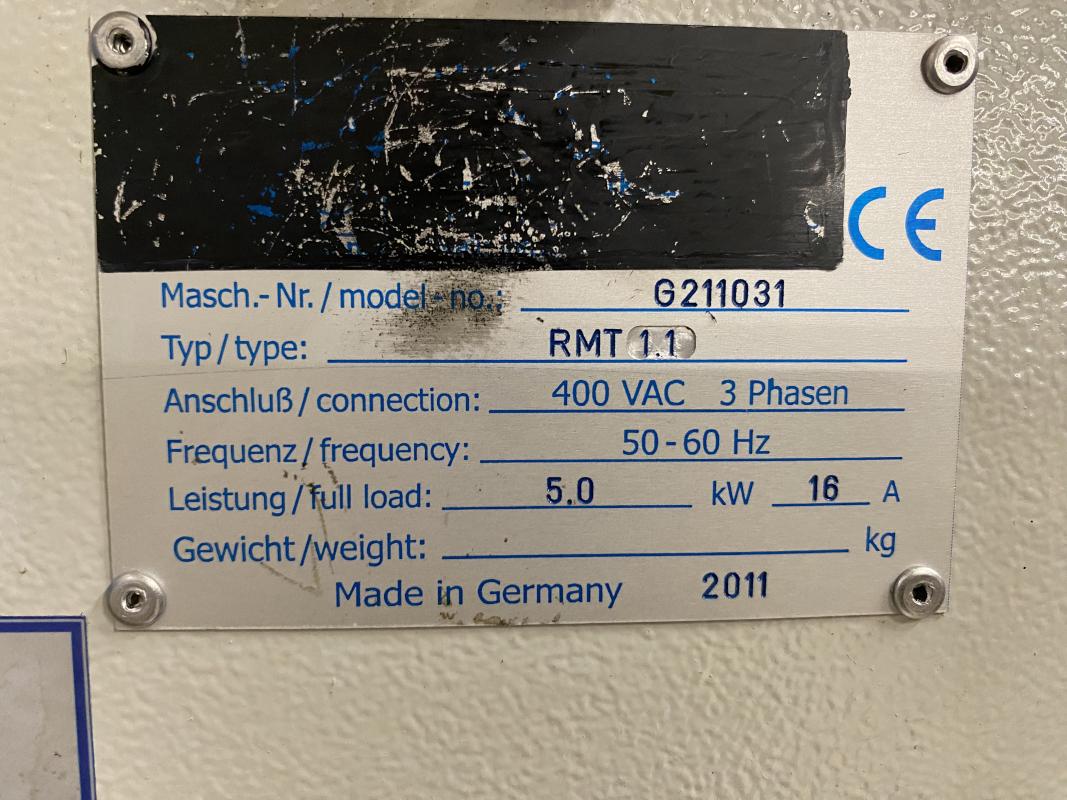 CE
Masch.-Nr. / model-no.: G211031
Typ / type: RMT 1.1
Anschluß / connection: 400 VAC 3 Phasen
Frequenz / frequency: 50-60 Hz
Leistung / full load: 5.0 kW 16 A
Gewicht / weight: kg
Made in Germany 2011